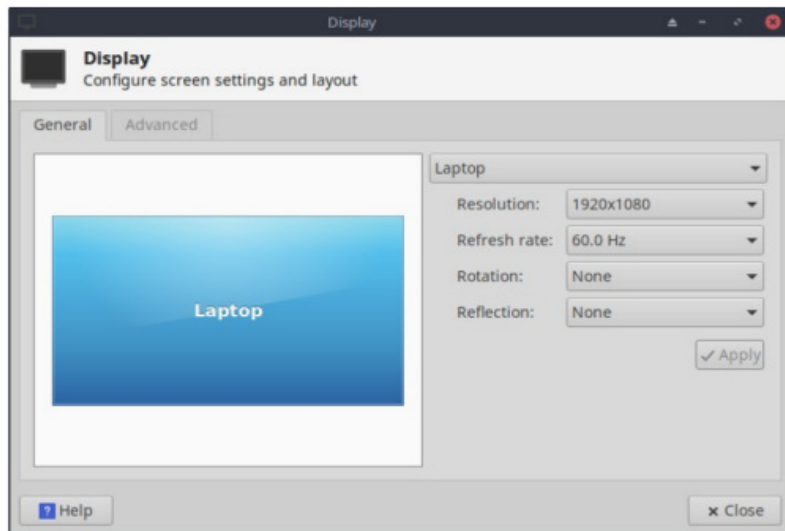 Display
Display
Configure screen settings and layout
General Advanced
Laptop
Resolution: 1920x1080
Refresh rate: 60.0 Hz
Laptop
Rotation: None
Reflection: None
Apply
? Help
Close